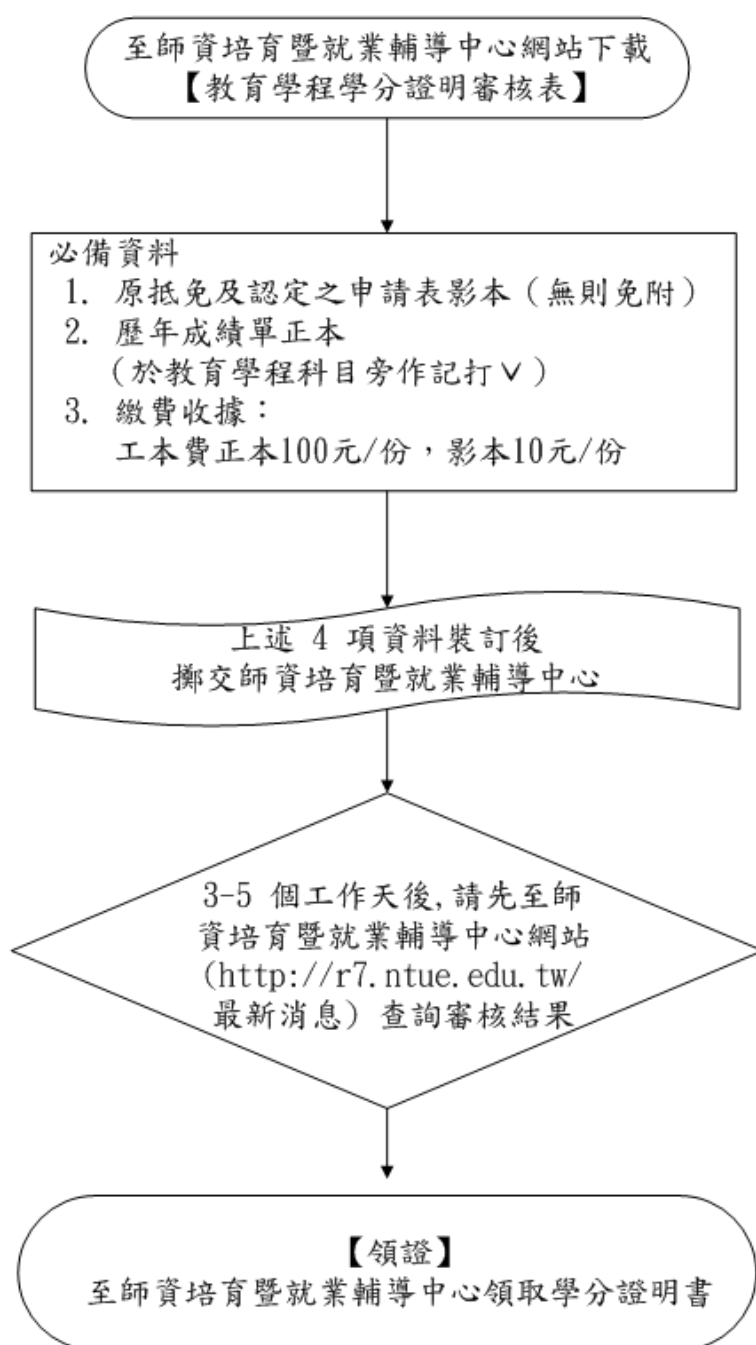 至師資培育暨就業輔導中心網站下載
【教育學程學分證明審核表】
必備資料
1. 原抵免及認定之申請表影本（無則免附）
2. 歷年成績單正本
（於教育學程科目旁作記打∨）
3. 繳費收據：
工本費正本100元/份，影本10元/份
上述 4 項資料裝訂後
擲交師資培育暨就業輔導中心
3-5 個工作天後,請先至師
資培育暨就業輔導中心網站
(http://r7.ntue.edu.tw/
最新消息) 查詢審核結果
【領證】
至師資培育暨就業輔導中心領取學分證明書